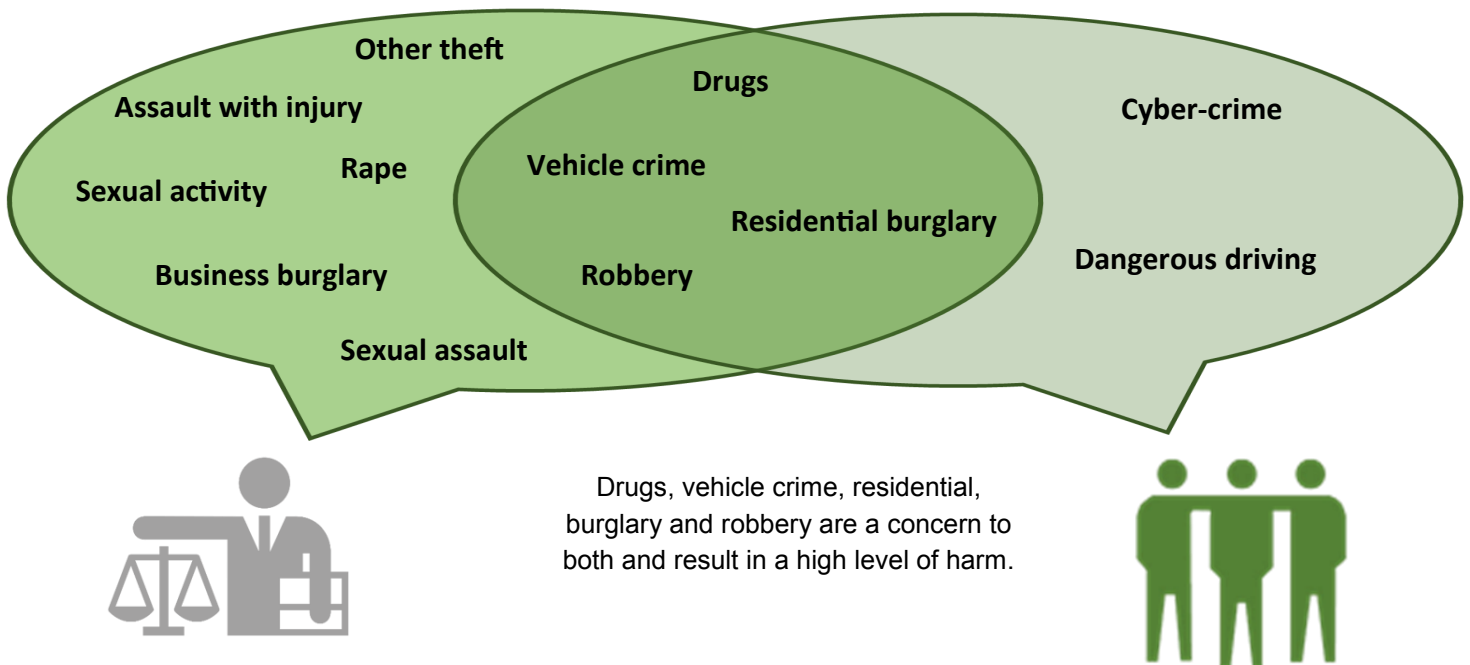 Other theft
Assault with injury
Rape
Sexual activity
Business burglary
Sexual assault
Drugs
Vehicle crime
Residential burglary
Robbery
Cyber-crime
Dangerous driving
Drugs, vehicle crime, residential,
burglary and robbery are a concern to
both and result in a high level of harm.